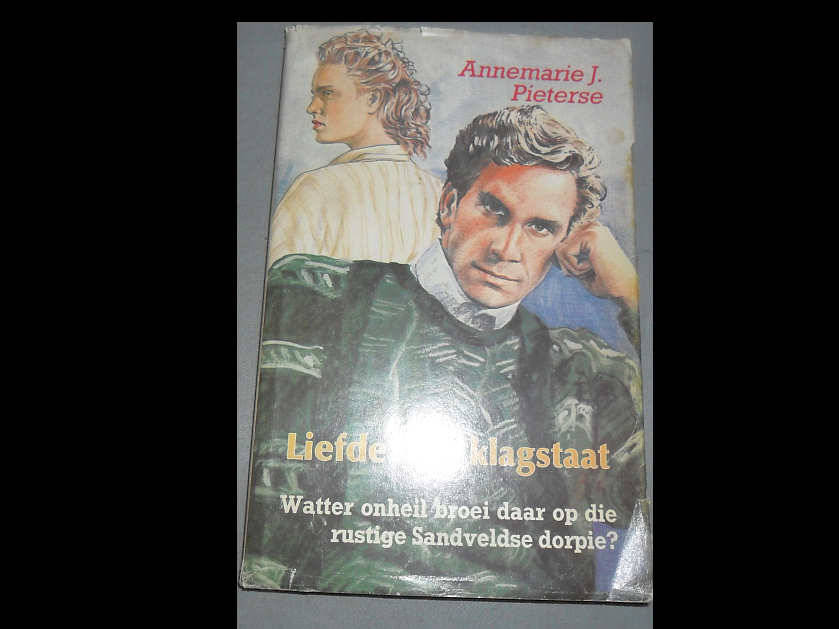 Annemarie J.
Pieterse
Liefde klagstaat
Watter onheil broei daar op die
rustige Sandveldse dorpie?